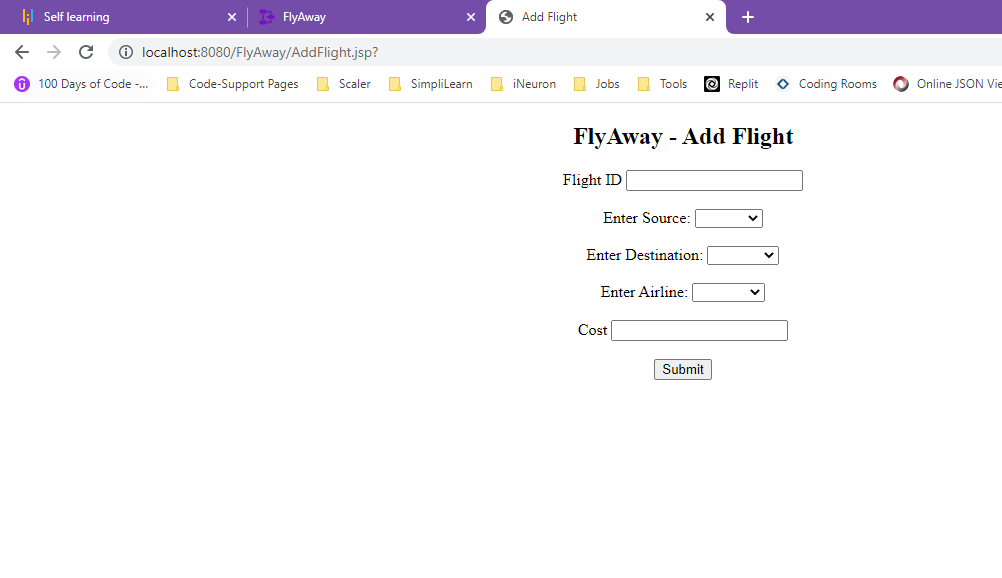 Self learning FlyAway Add Flight
localhost:8080/FlyAway/AddFlight.jsp?
100 Days of Code -... Code-Support Pages Scaler SimpliLearn iNeuron Jobs Tools Replit Coding Rooms Online JSON Vie
FlyAway - Add Flight
Flight ID
Enter Source:
Enter Destination:
Enter Airline:
Cost
Submit